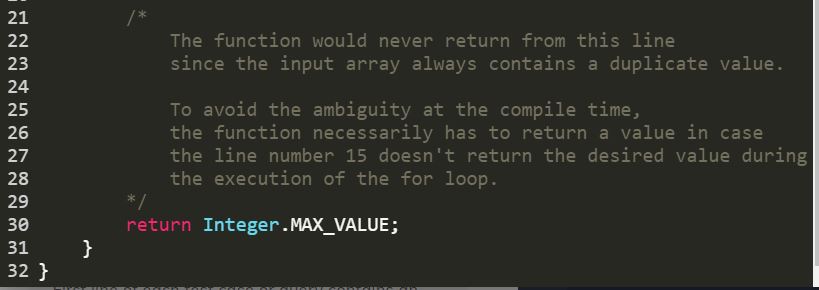 21 /*
22 The function would never return from this line
23 since the input array always contains a duplicate value.
24
25 To avoid the ambiguity at the compile time,
26 the function necessarily has to return a value in case
27 the line number 15 doesn't return the desired value during
28 the execution of the for loop.
29 */
30 return Integer.MAX_VALUE;
31 }
32 }